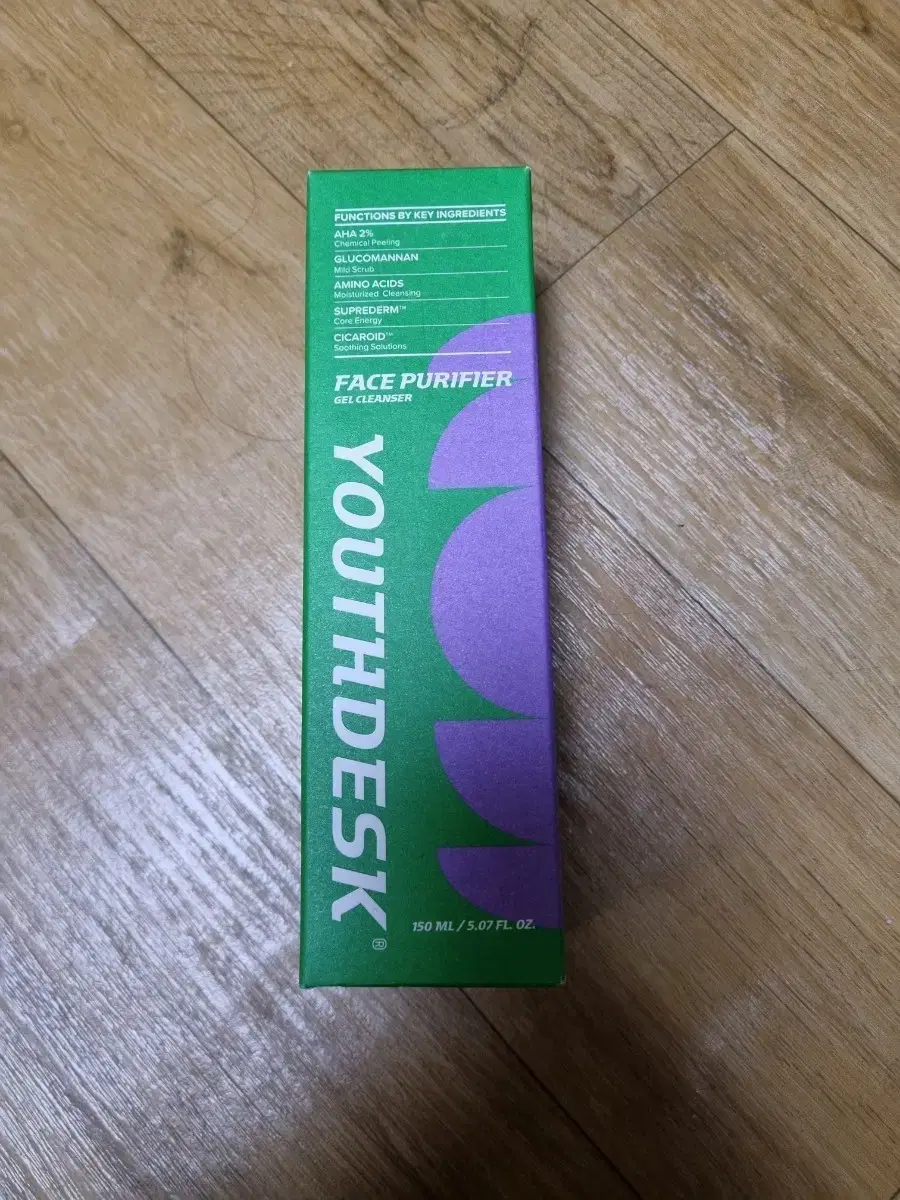 FUNCTIONS BY KEY INGREDIENTS
AHA 2%
Chemical Peeling
GLUCOMANNAN
Mild Scrub
AMINO ACIDS
Moisturized Cleansing
SUPREDERM™
Core Energy
CICAROID™
Soothing Solutions
FACE PURIFIER
GEL CLEANSER
YOUTHDESK®
150 ML / 5.07 FL. OZ.